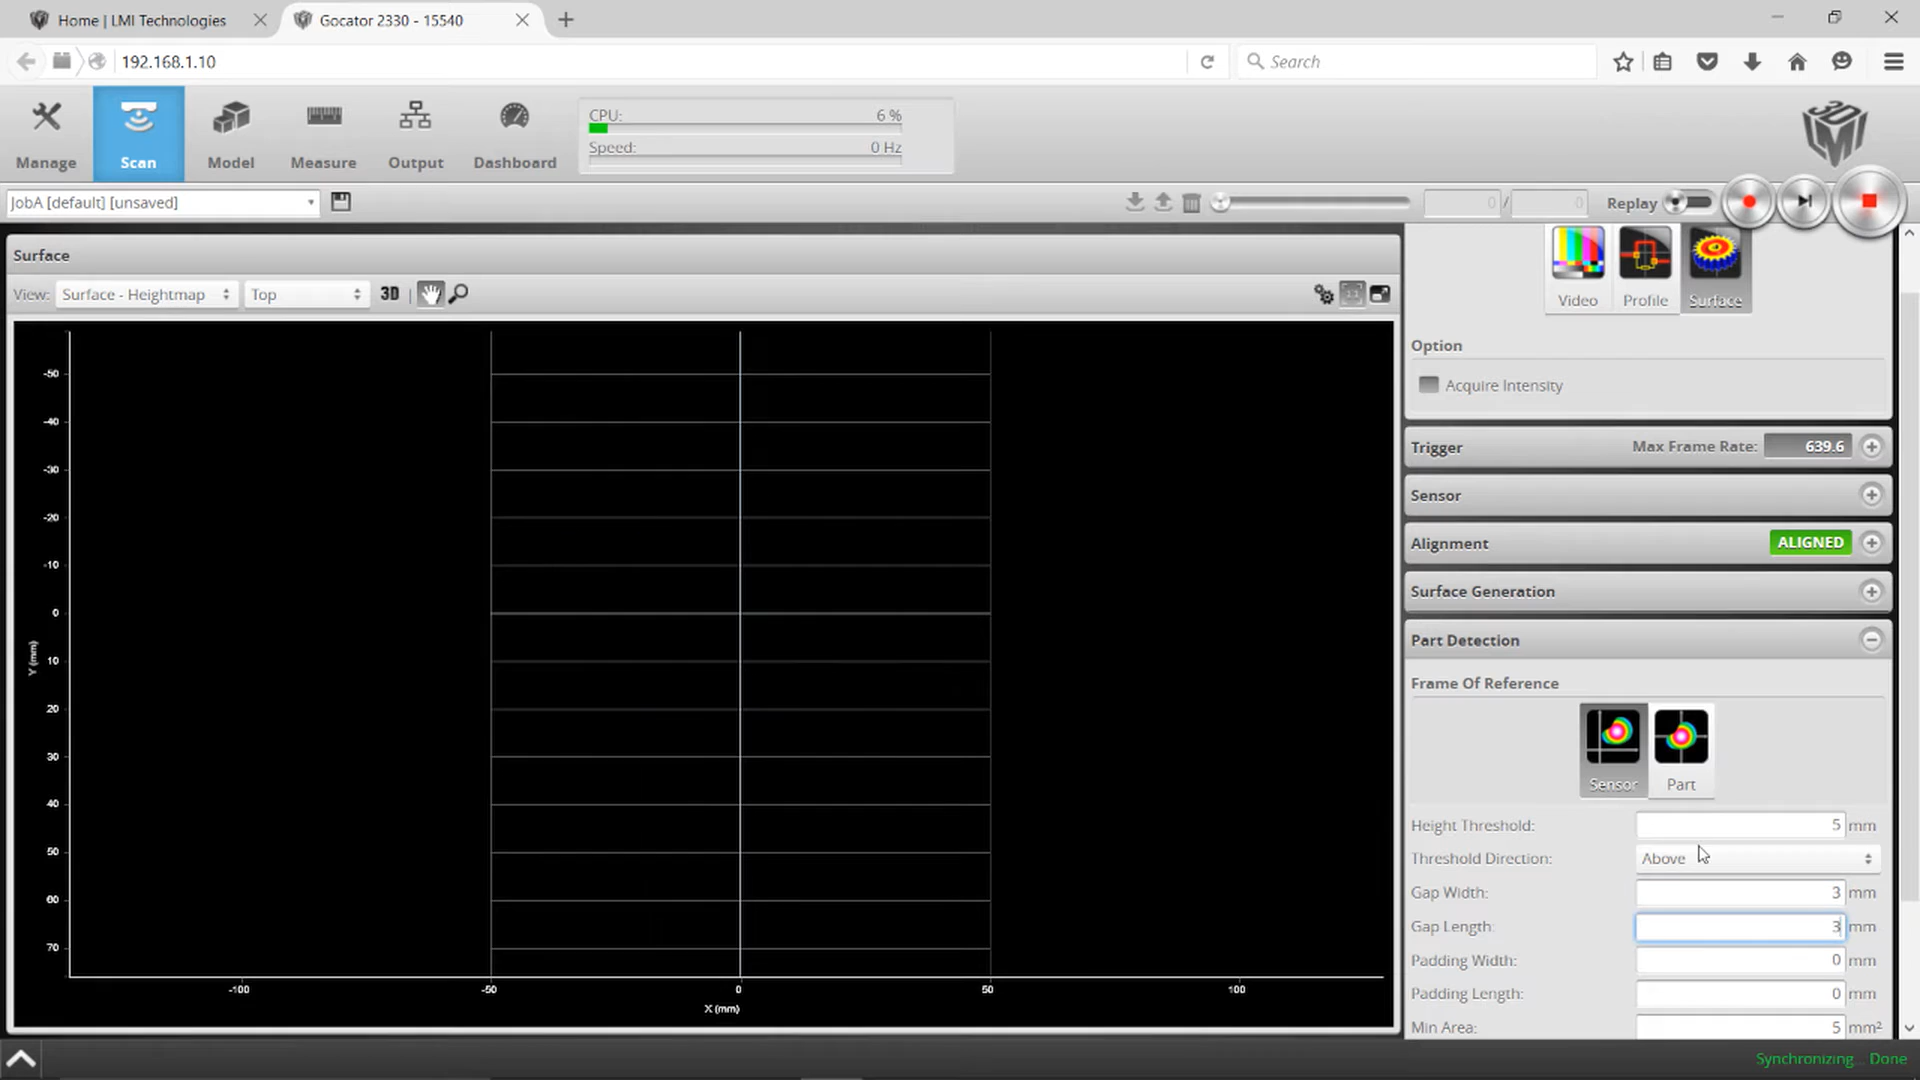 Home | LMI Technologies
Gocator 2330 - 15540
192.168.1.10
Search
Manage
Scan
Model
Measure
Output
Dashboard
CPU: 6 %
Speed: 0 Hz
3D
LMI
JobA [default] [unsaved]
0 / 0
Replay
Surface
View: Surface - Heightmap Top 3D
Video
Profile
Surface
Option
Acquire Intensity
Trigger Max Frame Rate: 639.6
Sensor
Alignment ALIGNED
Surface Generation
Part Detection
Frame Of Reference
Sensor
Part
Height Threshold: 5 mm
Threshold Direction: Above
Gap Width: 3 mm
Gap Length: 3 mm
Padding Width: 0 mm
Padding Length: 0 mm
Min Area: 5 mm²
-50
-40
-30
-20
-10
0
10
20
30
40
50
60
70
Y (mm)
-100 -50 0 50 100
X (mm)
Synchronizing... Done